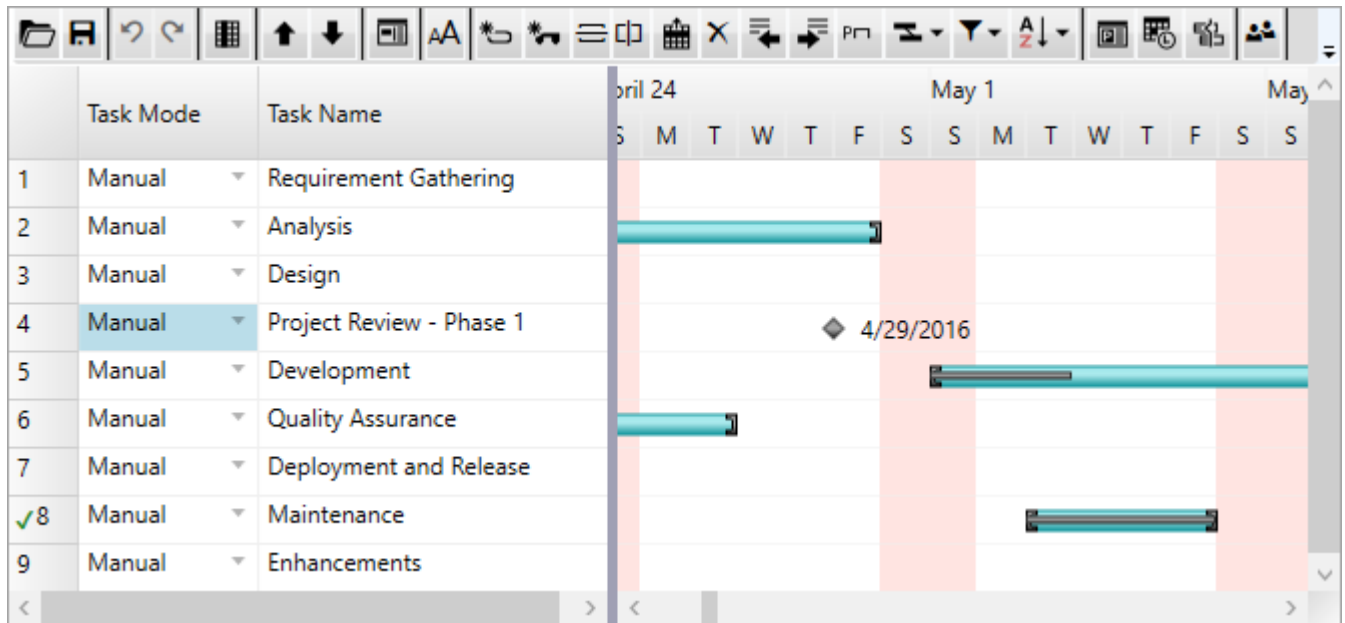 AA P
A Z
pril 24 May 1 May
Task Mode Task Name
S M T W T F S S M T W T F S S
1 Manual Requirement Gathering
2 Manual Analysis
3 Manual Design
4 Manual Project Review - Phase 1 4/29/2016
5 Manual Development
6 Manual Quality Assurance
7 Manual Deployment and Release
8 Manual Maintenance
9 Manual Enhancements